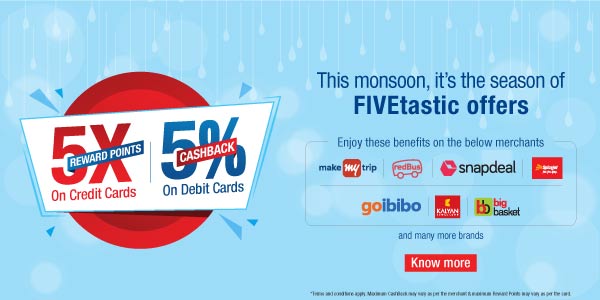 This monsoon, it's the season of
FIVEtastic offers
5X
REWARD POINTS
On Credit Cards
5%
CASHBACK
On Debit Cards
Enjoy these benefits on the below merchants
make my trip
redBus
snapdeal
goibibo
KALYAN
big
basket
and many more brands
Know more
*Terms and conditions apply. Maximum CashBack may vary as per the merchant & maximum Reward Points may vary as per the card.